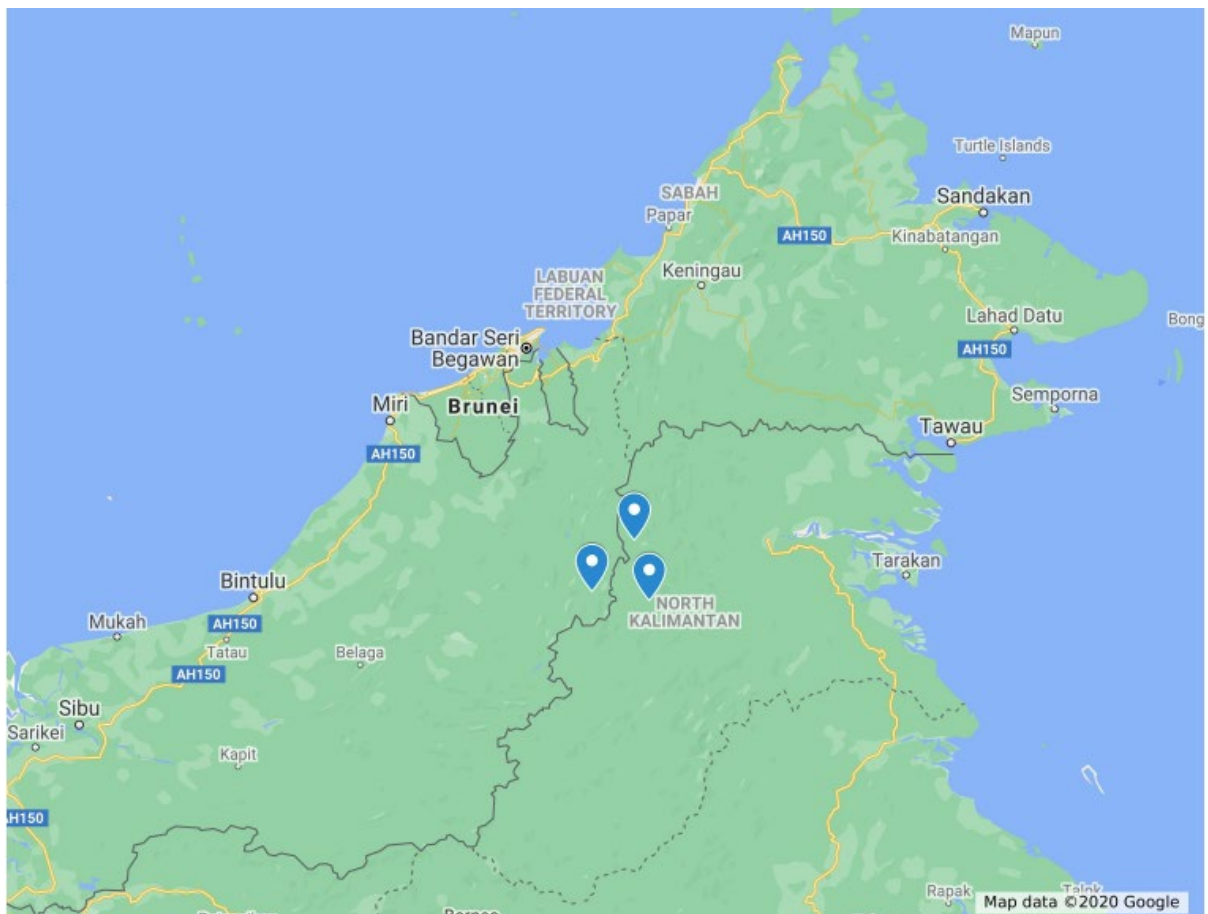 Mapun
Turtle Islands
SABAH
Papar
Sandakan
AH150
Kinabatangan
Keningau
LABUAN
FEDERAL
TERRITORY
Lahad Datu
Bong
Bandar Seri
Begawan
AH150
Semporna
Miri
Brunei
Tawau
AH150
Tarakan
Bintulu
NORTH
KALIMANTAN
Mukah
AH150
Tatau
Belaga
AH150
Sibu
Sarikei
Kapit
AH150
Rapak
Map data ©2020 Google